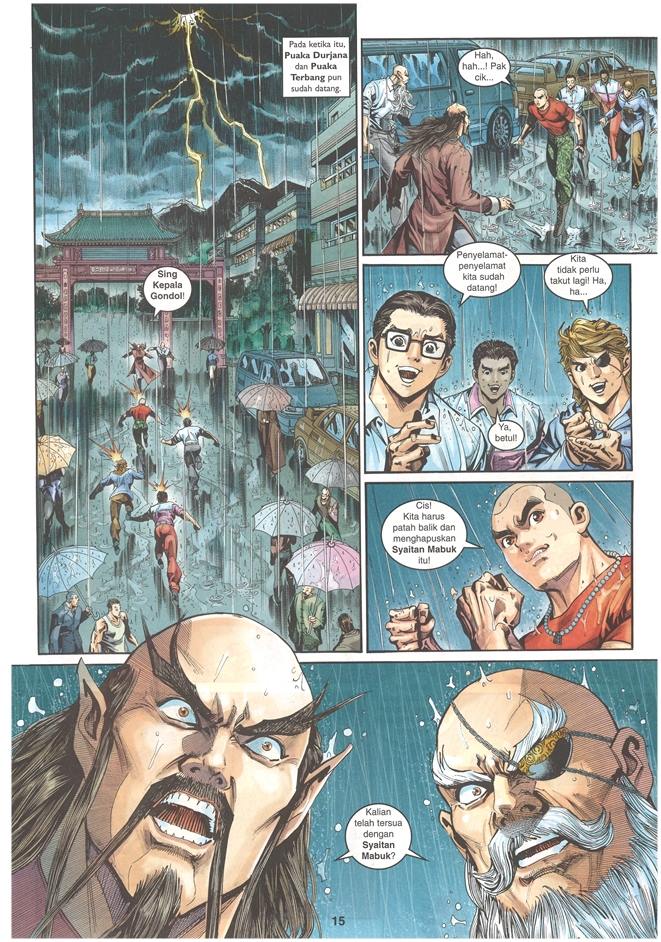 Pada ketika itu,
Puaka Durjana
dan Puaka
Terbang pun
sudah datang.
Sing
Kepala
Gondol!
Hah,
hah...! Pak
cik...
Penyelamat-
penyelamat
kita sudah
datang!
Kita
tidak perlu
takut lagi! Ha,
ha...
Ya,
betul!
Cis!
Kita harus
patah balik dan
menghapuskan
Syaitan Mabuk
itu!
Kalian
telah tersua
dengan
Syaitan
Mabuk?
15